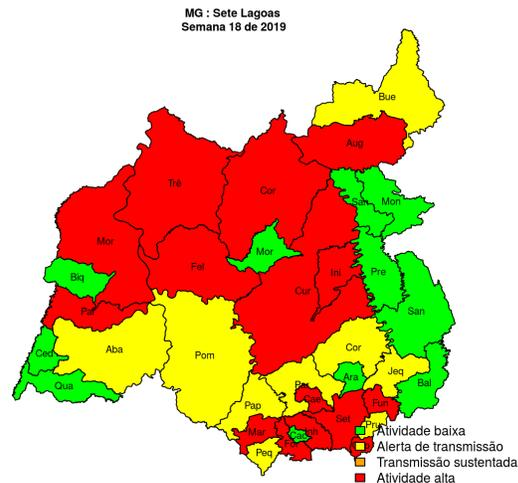 MG : Sete Lagoas
Semana 18 de 2019
Bue
Aug
Trê
Cor
San
Mon
Mor
Mor
Fel
Pre
Biq
Ini
Cur
San
Pap
Aba
Pom
Cor
Ced
Qua
Ara
Jeq
Bal
Cae
Pap
Fun
Set
Mar
Peq
Atividade baixa
Alerta de transmissão
Transmissão sustentada
Atividade alta